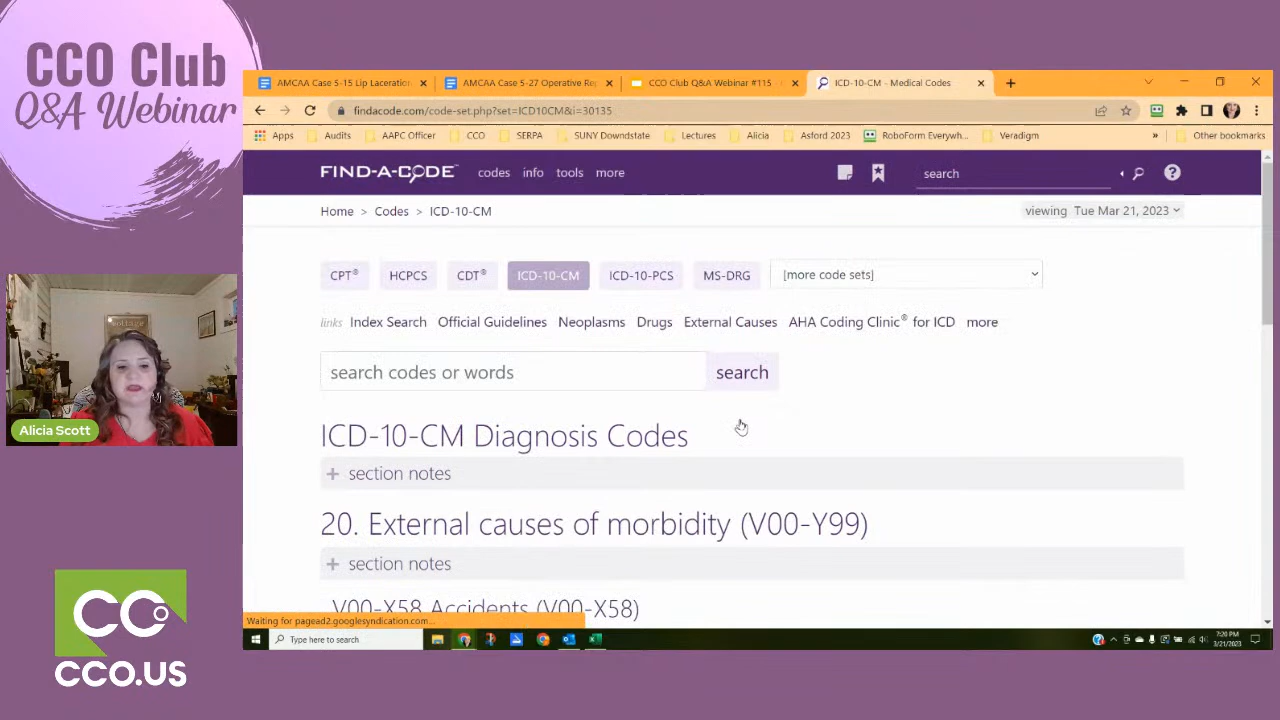 CCO Club
Q&A Webinar
AMCAA Case 5-15 Lip Laceration
AMCAA Case 5-27 Operative Re
CCO Club Q&A Webinar #115
ICD-10-CM - Medical Codes
findacode.com/code-set.php?set=ICD10CM&i=30135
Apps
Audits
AAPC Officer
CCO
SERPA
SUNY Downstate
Lectures
Alicia
Asford 2023
RoboForm Everywh...
Veradigm
»
Other bookmarks
FIND-A-CODE™
codes
info
tools
more
search
Home > Codes > ICD-10-CM
viewing Tue Mar 21, 2023
CPT®
HCPCS
CDT®
ICD-10-CM
ICD-10-PCS
MS-DRG
[more code sets]
links Index Search Official Guidelines Neoplasms Drugs External Causes AHA Coding Clinic® for ICD more
search codes or words
search
ICD-10-CM Diagnosis Codes
+ section notes
20. External causes of morbidity (V00-Y99)
+ section notes
V00-X58 Accidents (V00-X58)
Waiting for pagead2.googlesyndication.com...
Type here to search
7:20 PM
3/21/2023
Alicia Scott
CCO
CCO.US